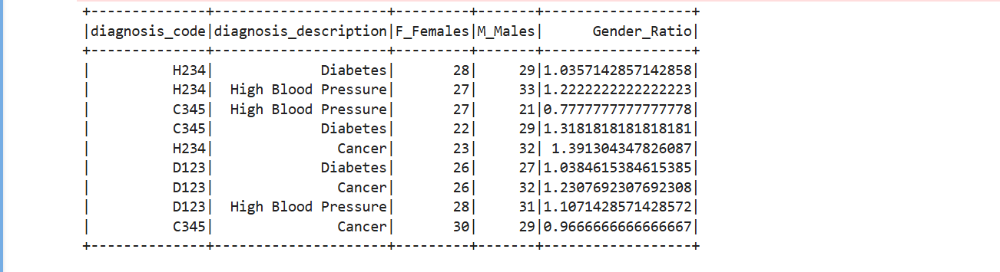 +--------------+---------------------+---------+-------+------------------+
|diagnosis_code|diagnosis_description|F_Females|M_Males|      Gender_Ratio|
+--------------+---------------------+---------+-------+------------------+
|          H234|             Diabetes|       28|     29|1.0357142857142858|
|          H234|  High Blood Pressure|       27|     33|1.2222222222222223|
|          C345|  High Blood Pressure|       27|     21|0.7777777777777778|
|          C345|             Diabetes|       22|     29|1.3181818181818181|
|          H234|               Cancer|       23|     32| 1.391304347826087|
|          D123|             Diabetes|       26|     27|1.0384615384615385|
|          D123|               Cancer|       26|     32|1.2307692307692308|
|          D123|  High Blood Pressure|       28|     31|1.1071428571428572|
|          C345|               Cancer|       30|     29|0.9666666666666667|
+--------------+---------------------+---------+-------+------------------+